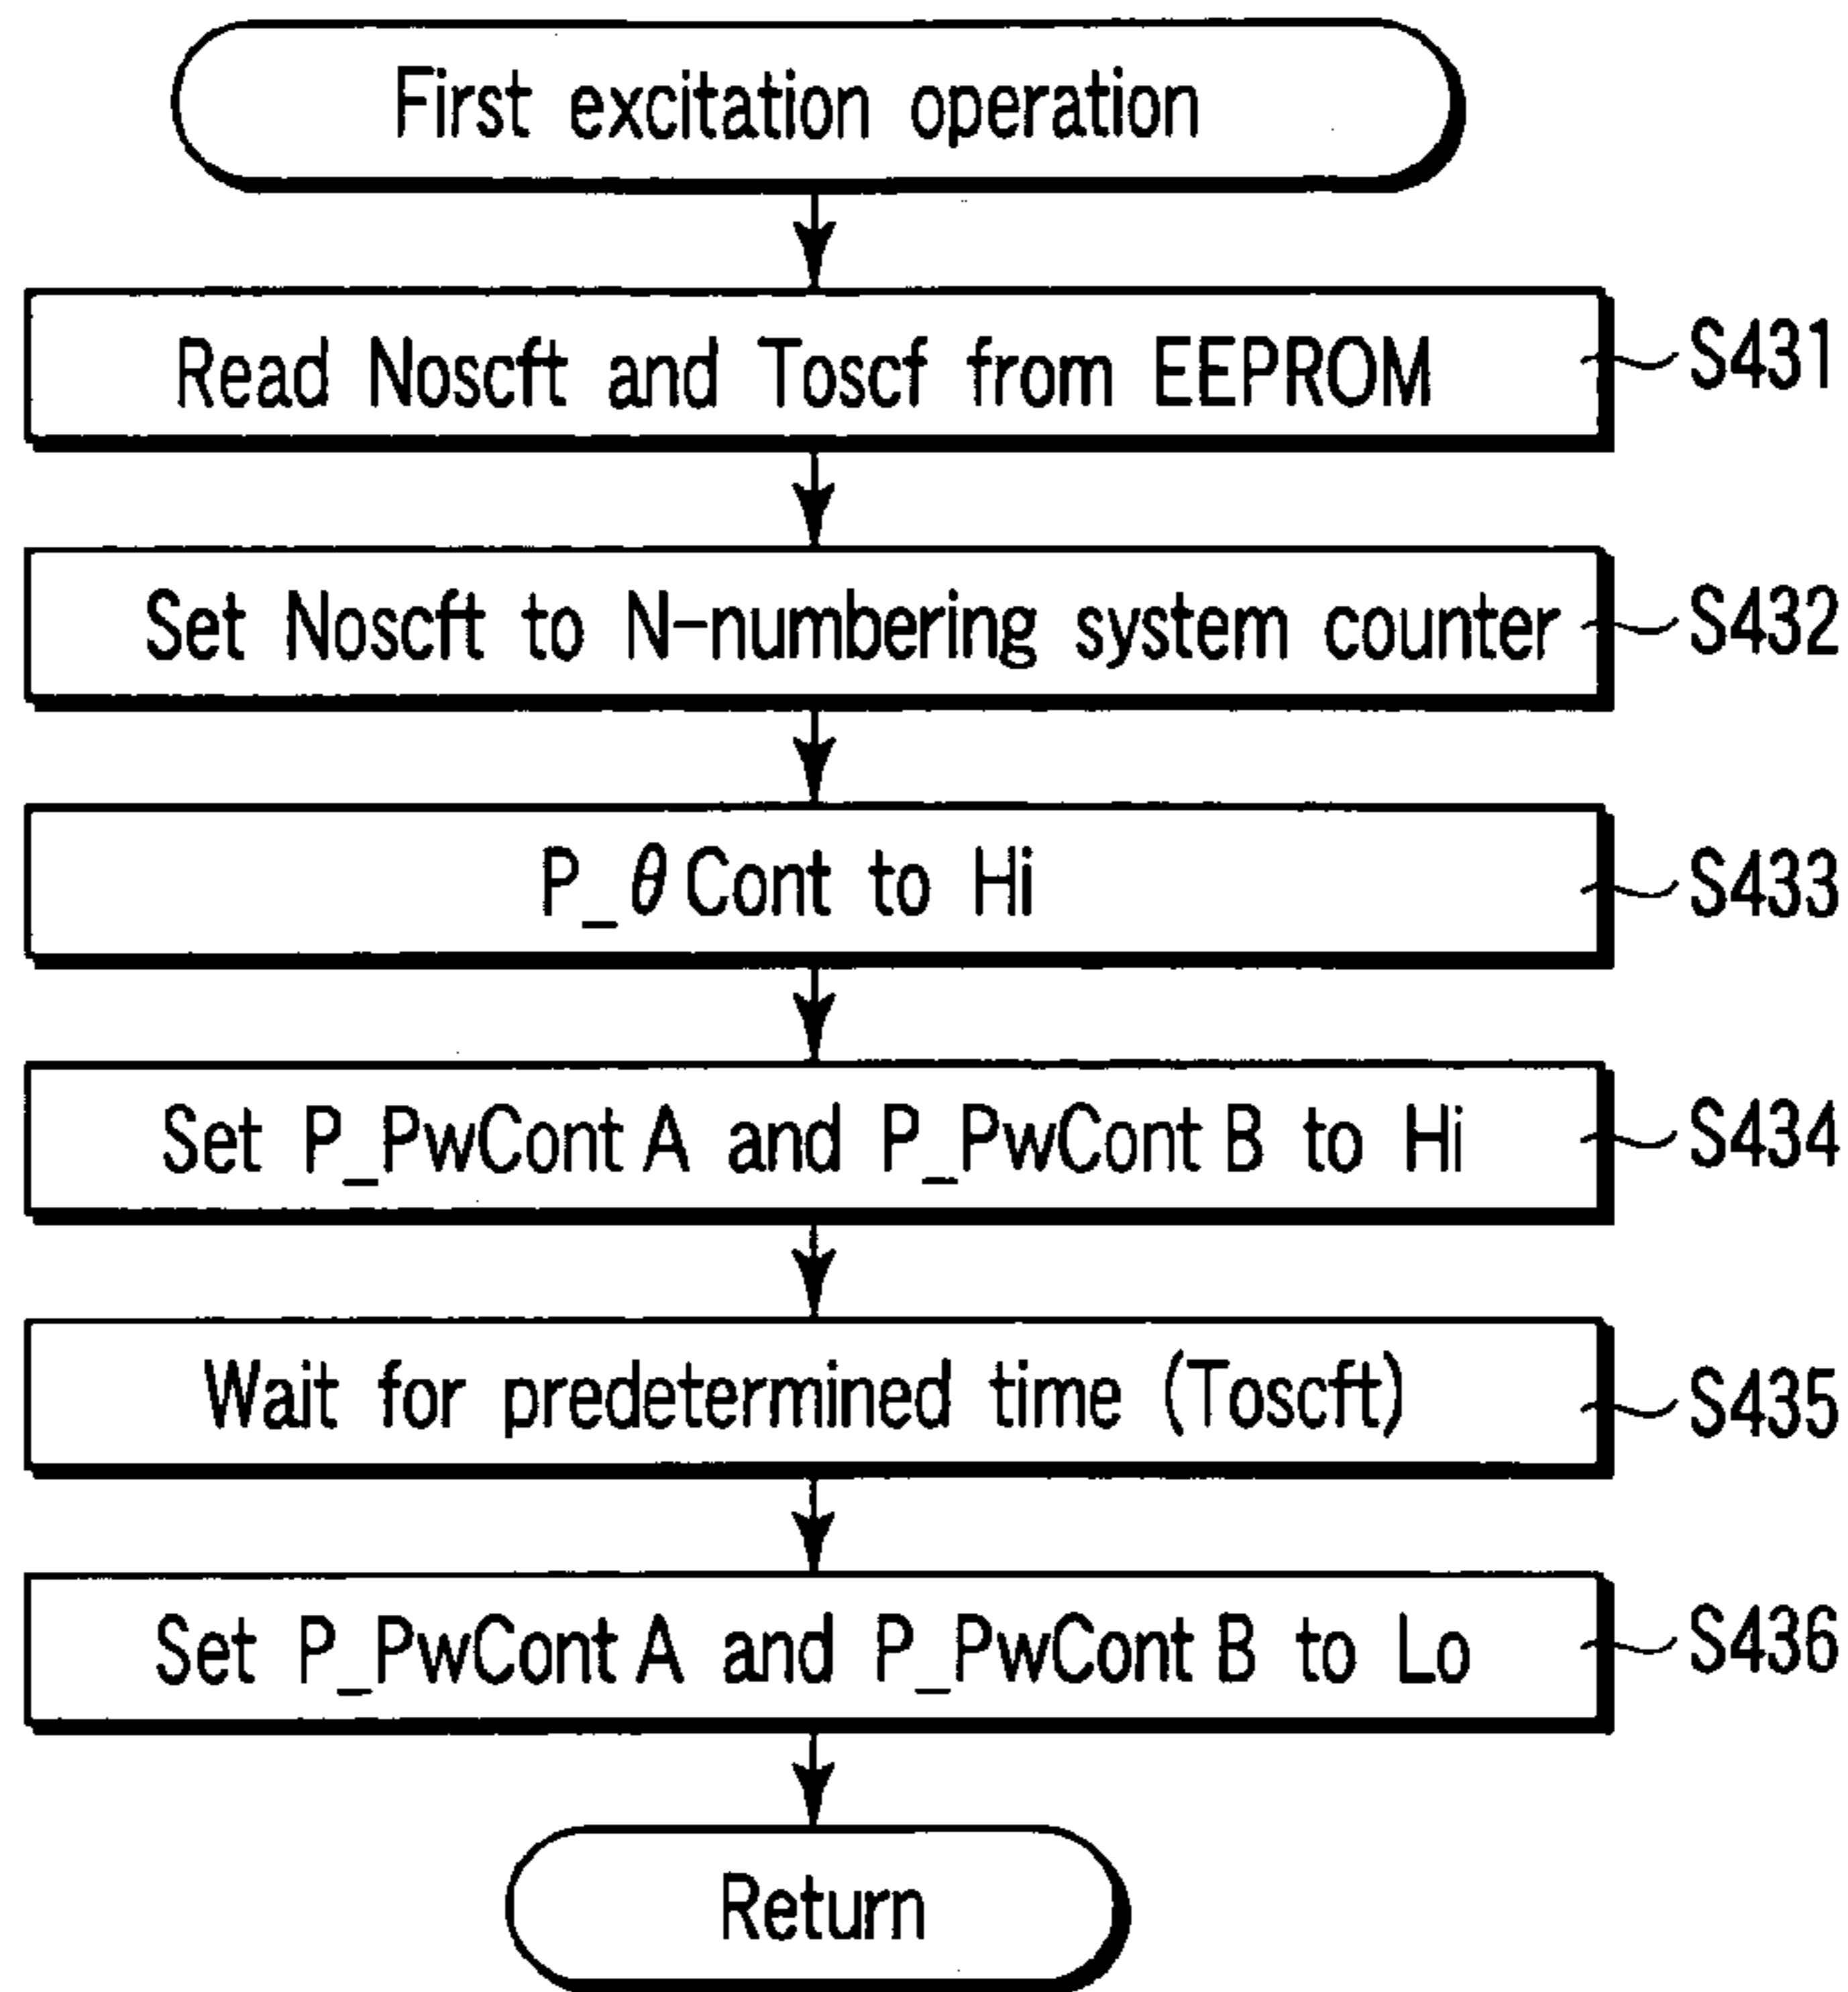 First excitation operation
Read Noscft and Toscf from EEPROM
S431
Set Noscft to N-numbering system counter
S432
P_θCont to Hi
S433
Set P_PwCont A and P_PwCont B to Hi
S434
Wait for predetermined time (Toscft)
S435
Set P_PwCont A and P_PwCont B to Lo
S436
Return